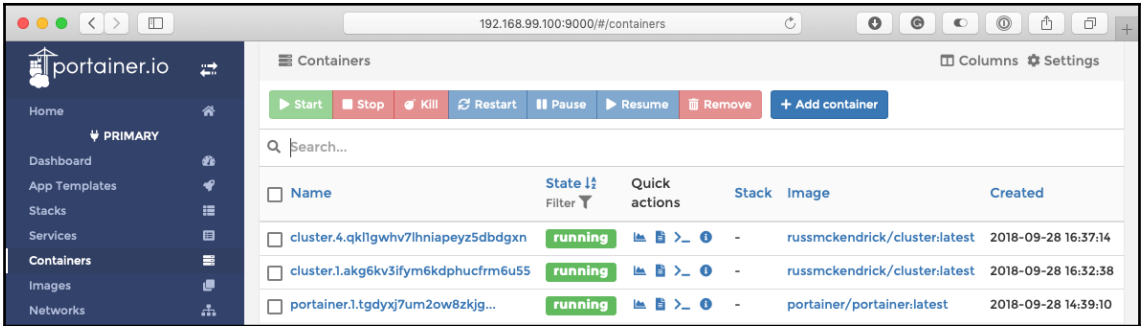 192.168.99.100:9000/#/containers
portainer.io
Home
PRIMARY
Dashboard
App Templates
Stacks
Services
Containers
Images
Networks
Containers
Columns Settings
Start Stop Kill Restart Pause Resume Remove + Add container
Search...
Name State Filter Quick actions Stack Image Created
cluster.4.qkl1gwhv7lhniapeyz5dbdgxn running >_ - russmckendrick/cluster:latest 2018-09-28 16:37:14
cluster.1.akg6kv3ifym6kdphucfrm6u55 running >_ - russmckendrick/cluster:latest 2018-09-28 16:32:38
portainer.1.tgdyxj7um2ow8zkjg... running >_ - portainer/portainer:latest 2018-09-28 14:39:10